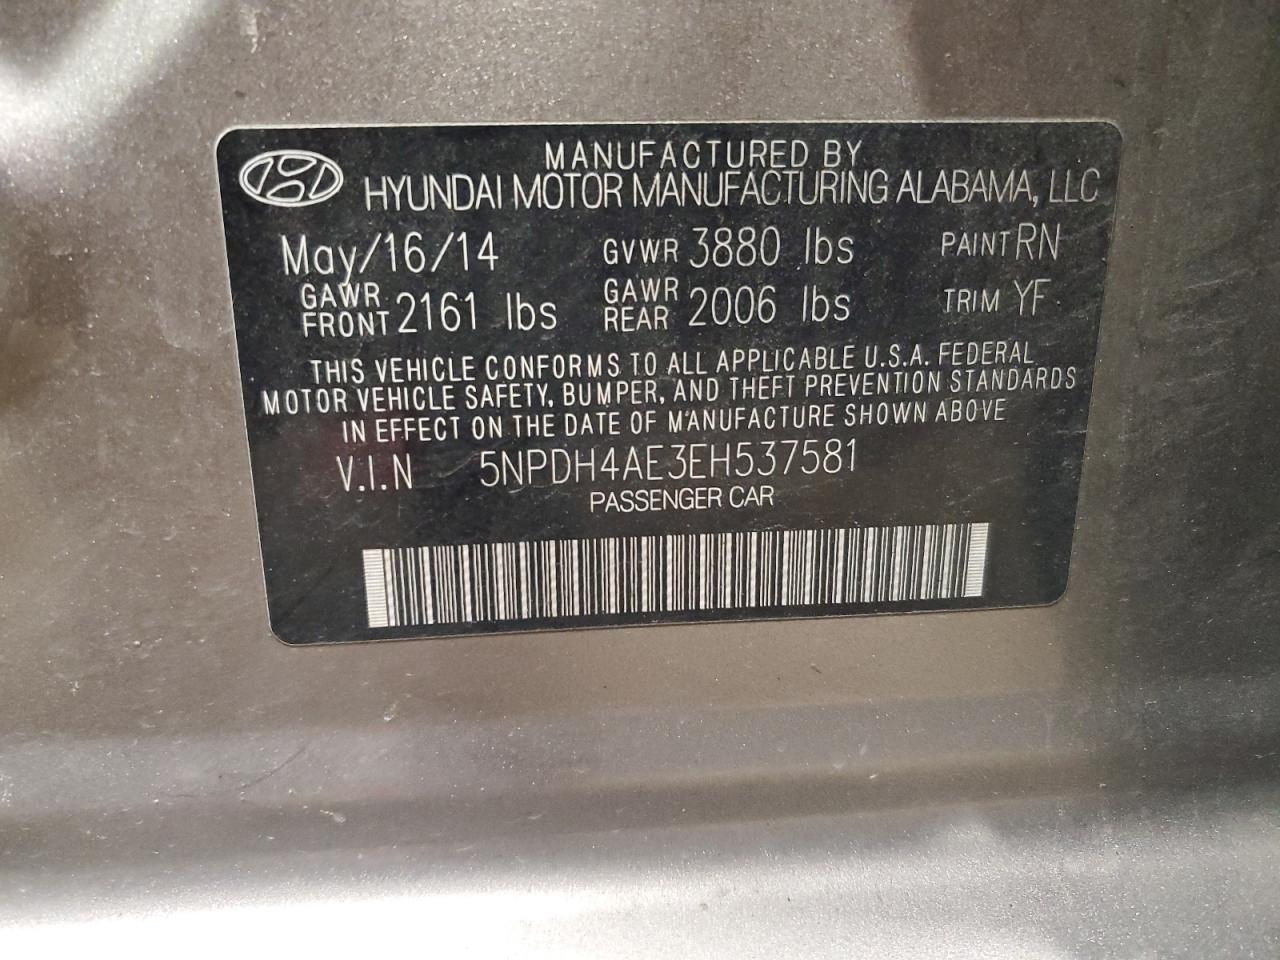 MANUFACTURED BY
HYUNDAI MOTOR MANUFACTURING ALABAMA, LLC
May/16/14 GVWR 3880 lbs PAINT RN
GAWR FRONT 2161 lbs GAWR REAR 2006 lbs TRIM YF
THIS VEHICLE CONFORMS TO ALL APPLICABLE U.S.A. FEDERAL
MOTOR VEHICLE SAFETY, BUMPER, AND THEFT PREVENTION STANDARDS
IN EFFECT ON THE DATE OF MANUFACTURE SHOWN ABOVE
V.I.N 5NPDH4AE3EH537581
PASSENGER CAR